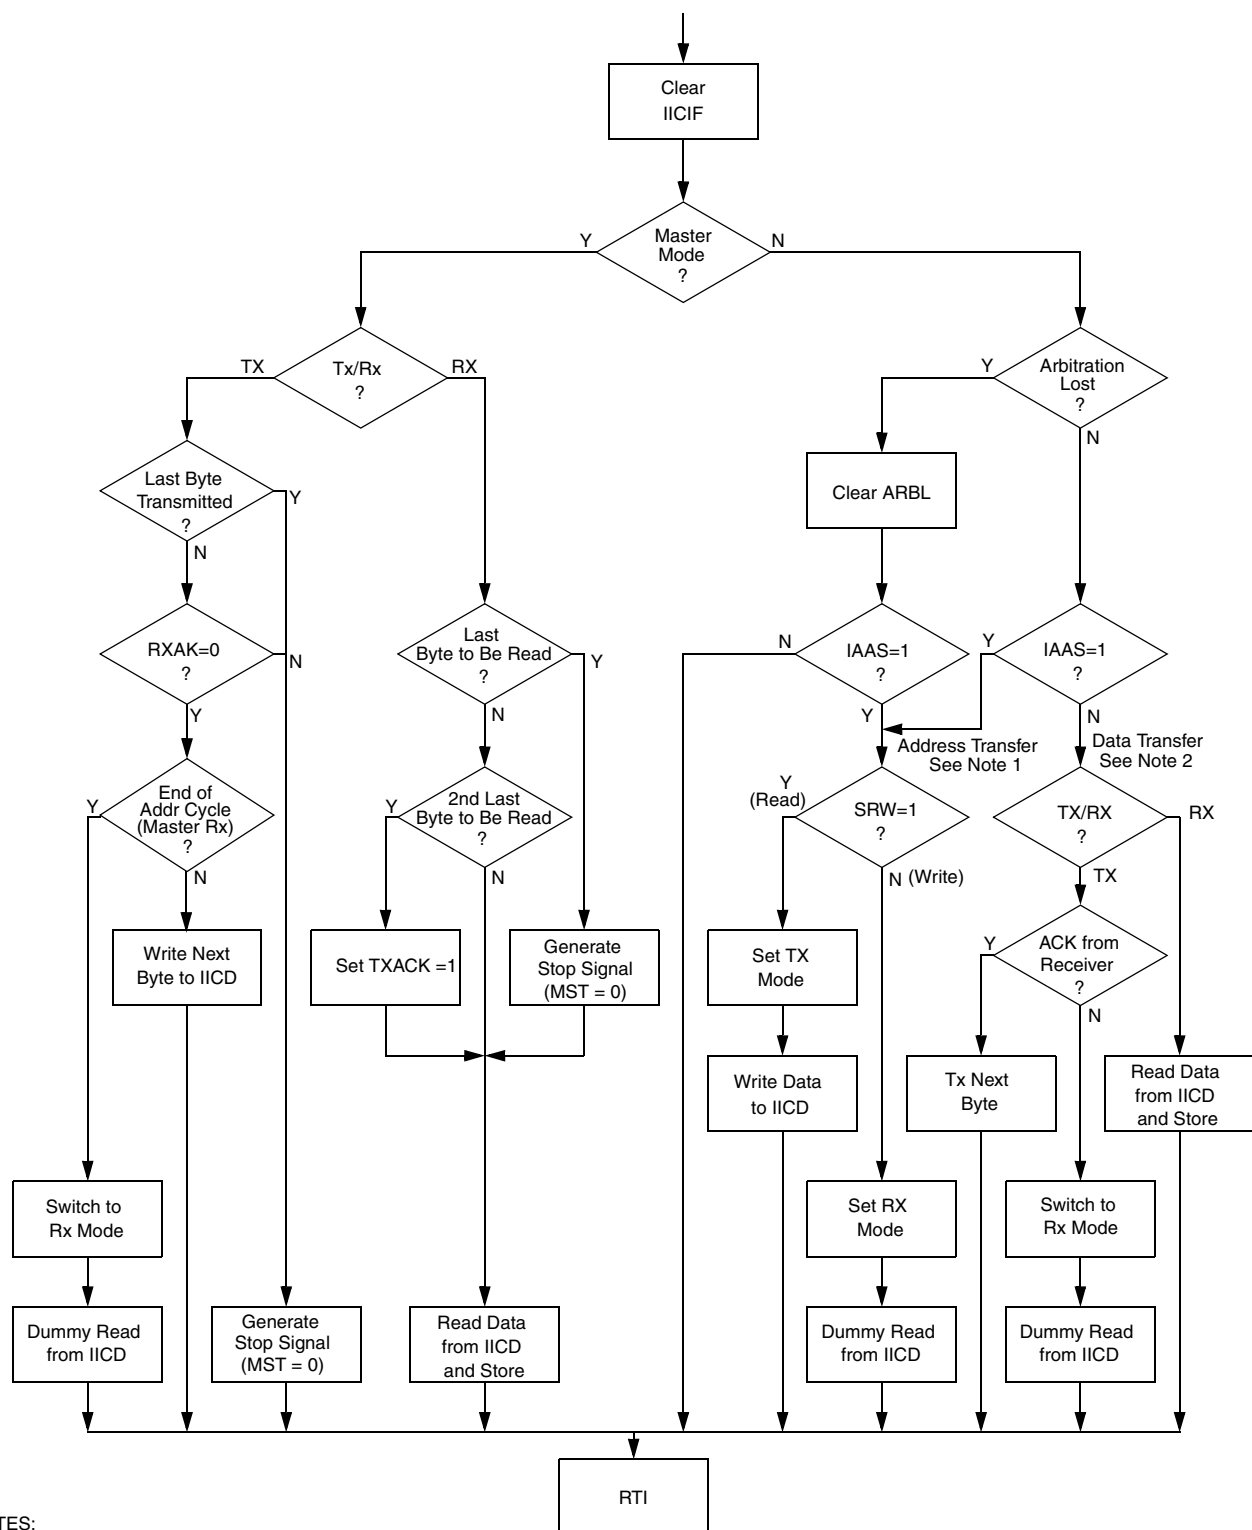 Clear
IICIF
Master
Mode
?
Y
N
Tx/Rx
?
TX
RX
Arbitration
Lost
?
Y
N
Last Byte
Transmitted
?
Y
N
Clear ARBL
RXAK=0
?
N
Y
Last
Byte to Be Read
?
Y
N
IAAS=1
?
N
Y
IAAS=1
?
Y
N
Address Transfer
See Note 1
Data Transfer
See Note 2
End of
Addr Cycle
(Master Rx)
?
Y
N
2nd Last
Byte to Be Read
?
Y
N
Y
(Read)
SRW=1
?
N (Write)
TX/RX
?
RX
TX
Write Next
Byte to IICD
Set TXACK =1
Generate
Stop Signal
(MST = 0)
Set TX
Mode
ACK from
Receiver
?
Y
N
Write Data
to IICD
Tx Next
Byte
Read Data
from IICD
and Store
Switch to
Rx Mode
Set RX
Mode
Switch to
Rx Mode
Dummy Read
from IICD
Generate
Stop Signal
(MST = 0)
Read Data
from IICD
and Store
Dummy Read
from IICD
Dummy Read
from IICD
RTI
TES: